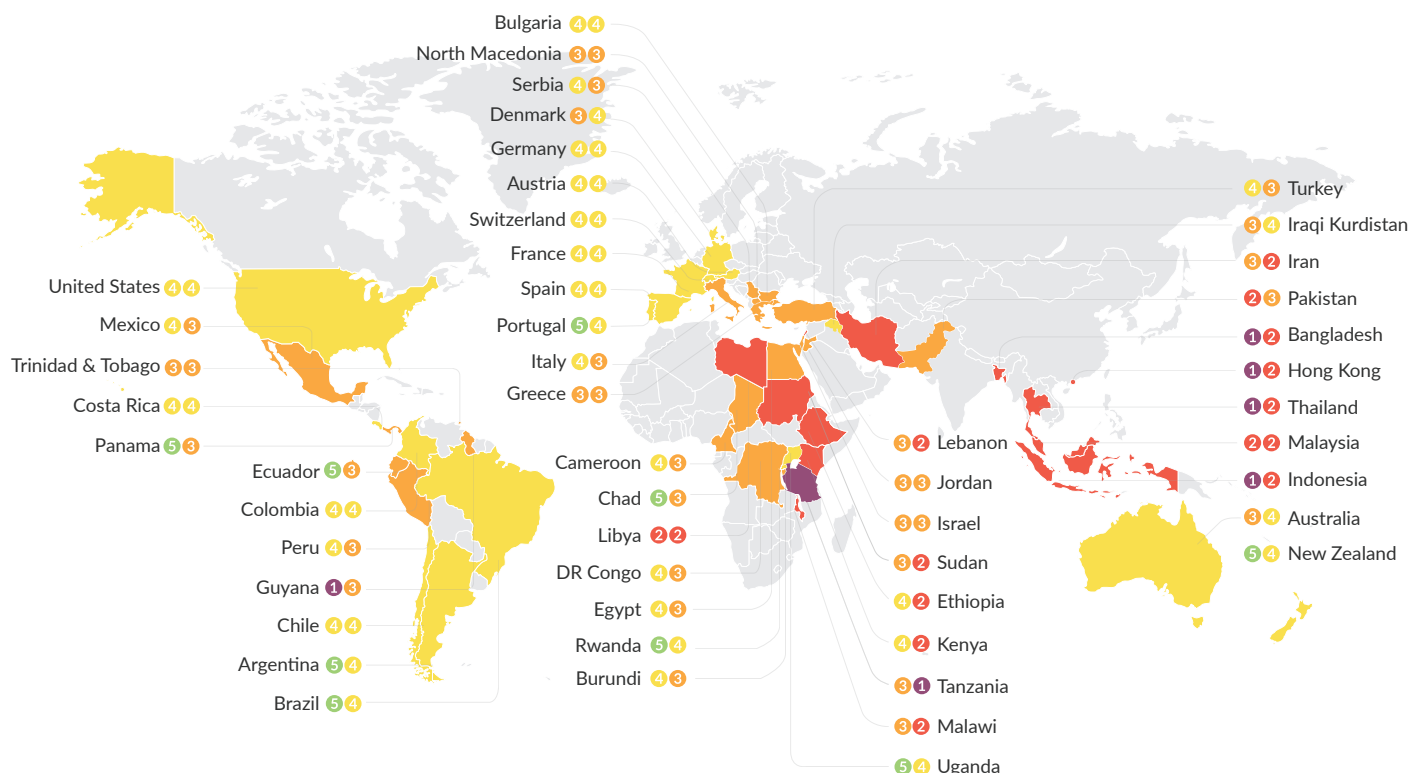 Bulgaria 4 4
North Macedonia 3 3
Serbia 4 3
Denmark 3 4
Germany 4 4
Austria 4 4
Switzerland 4 4
France 4 4
Spain 4 4
Portugal 5 4
Italy 4 3
Greece 3 3
United States 4 4
Mexico 4 3
Trinidad & Tobago 3 3
Costa Rica 4 4
Panama 5 3
Ecuador 5 3
Colombia 4 4
Peru 4 3
Guyana 1 3
Chile 4 4
Argentina 5 4
Brazil 5 4
Cameroon 4 3
Chad 5 3
Libya 2 2
DR Congo 4 3
Egypt 4 3
Rwanda 5 4
Burundi 4 3
3 2 Lebanon
3 3 Jordan
3 3 Israel
3 2 Sudan
4 2 Ethiopia
4 2 Kenya
3 1 Tanzania
3 2 Malawi
5 4 Uganda
4 3 Turkey
3 4 Iraqi Kurdistan
3 2 Iran
2 3 Pakistan
1 2 Bangladesh
1 2 Hong Kong
1 2 Thailand
2 2 Malaysia
1 2 Indonesia
3 4 Australia
5 4 New Zealand